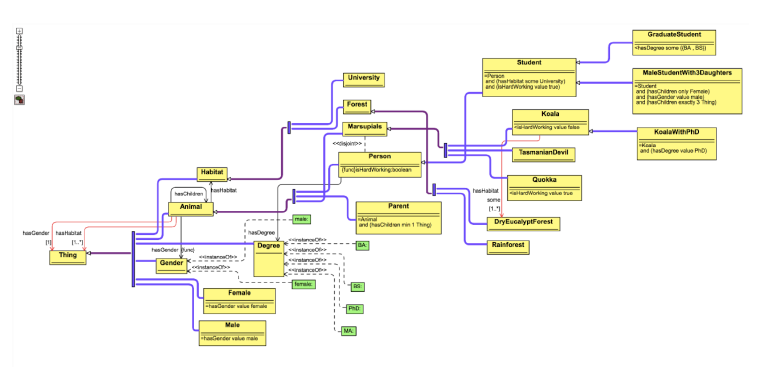 GraduateStudent
<hasDegree some ({BA , BS})
Student
=Person
and (hasHabitat some University)
and (isHardWorking value true)
MaleStudentWith3Daughters
=Student
and (hasChildren only Female)
and (hasGender value male)
and (hasChildren exactly 3 Thing)
University
Forest
Marsupials
<<disjoint>>
Koala
<isHardWorking value false
KoalaWithPhD
=Koala
and (hasDegree value PhD)
TasmanianDevil
Person
{func}isHardWorking:boolean
Quokka
<isHardWorking value true
Habitat
hasChildren
hasHabitat
Animal
Parent
=Animal
and (hasChildren min 1 Thing)
hasHabitat
some
[1..*]
DryEucalyptForest
Rainforest
hasGender
[1]
hasHabitat
[1..*]
Thing
male:
hasDegree
hasGender {func}
Degree
BA:
<<instanceOf>>
<<instanceOf>>
<<instanceOf>>
<<instanceOf>>
<<instanceOf>>
<<instanceOf>>
Gender
female:
BS:
PhD:
MA:
Female
=hasGender value female
Male
=hasGender value male